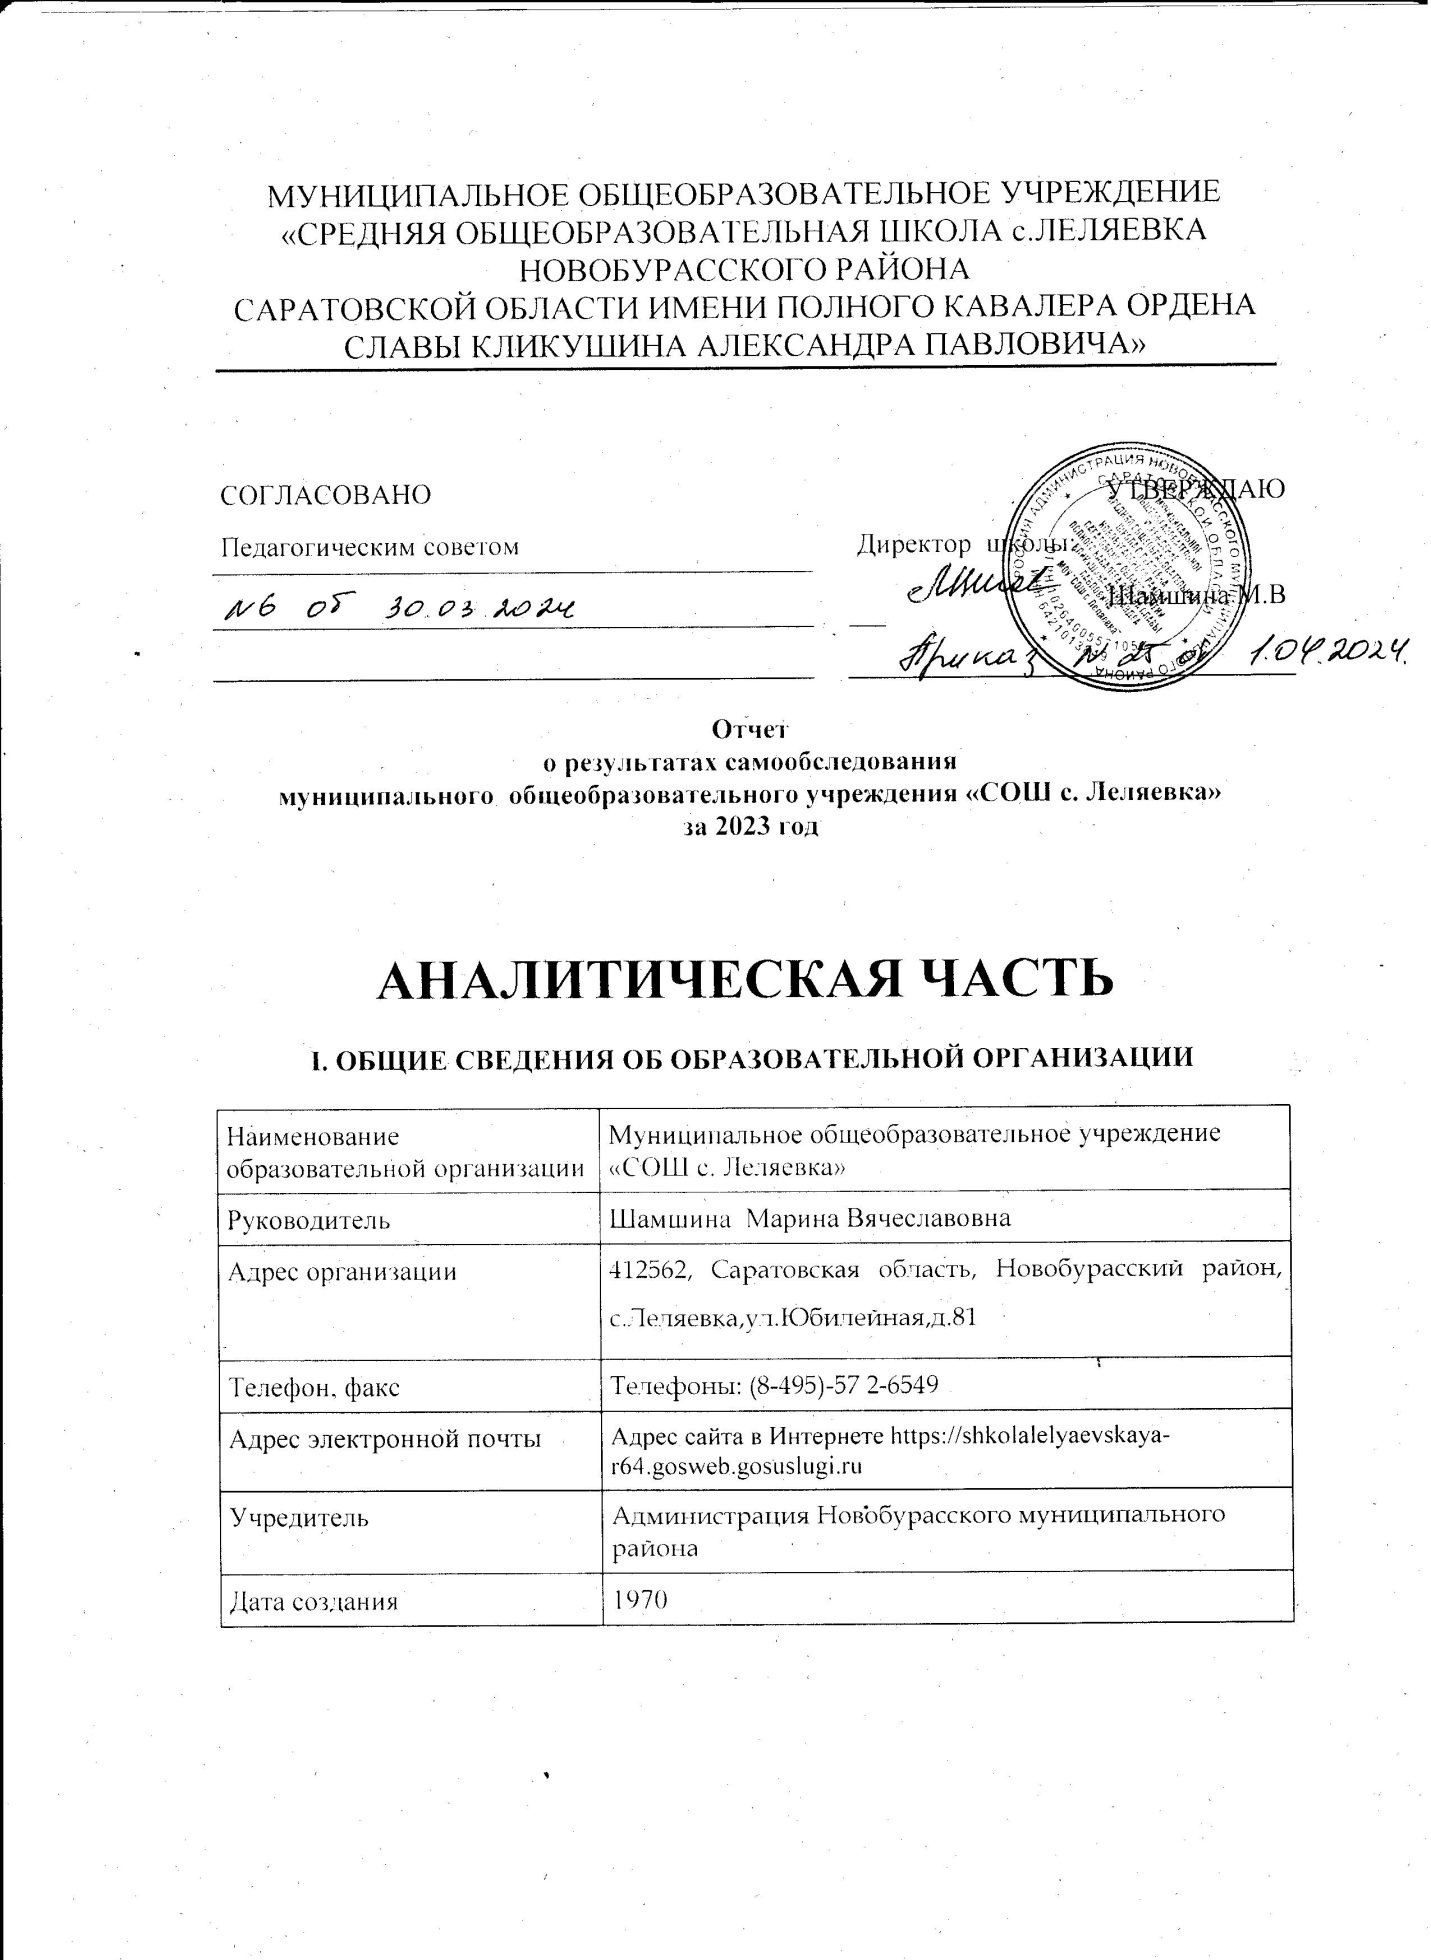 МУНИЦИПАЛЬНОЕ ОБЩЕОБРАЗОВАТЕЛЬНОЕ УЧРЕЖДЕНИЕ
«СРЕДНЯЯ ОБЩЕОБРАЗОВАТЕЛЬНАЯ ШКОЛА с.ЛЕЛЯЕВКА
НОВОБУРАССКОГО РАЙОНА
САРАТОВСКОЙ ОБЛАСТИ ИМЕНИ ПОЛНОГО КАВАЛЕРА ОРДЕНА
СЛАВЫ КЛИКУШИНА АЛЕКСАНДРА ПАВЛОВИЧА»
СОГЛАСОВАНО
Педагогическим советом
№6 от 30.03.2024
УТВЕРЖДАЮ
Директор школы:
Шамшина М.В
Приказ № 25 от 1.04.2024.
Отчет
о результатах самообследования
муниципального общеобразовательного учреждения «СОШ с. Леляевка»
за 2023 год
АНАЛИТИЧЕСКАЯ ЧАСТЬ
I. ОБЩИЕ СВЕДЕНИЯ ОБ ОБРАЗОВАТЕЛЬНОЙ ОРГАНИЗАЦИИ
Наименование
образовательной организации
Муниципальное общеобразовательное учреждение
«СОШ с. Леляевка»
Руководитель
Шамшина Марина Вячеславовна
Адрес организации
412562, Саратовская область, Новобурасский район,
с.Леляевка,ул.Юбилейная,д.81
Телефон, факс
Телефоны: (8-495)-57 2-6549
Адрес электронной почты
Адрес сайта в Интернете https://shkolalelyaevskaya-
r64.gosweb.gosuslugi.ru
Учредитель
Администрация Новобурасского муниципального
района
Дата создания
1970